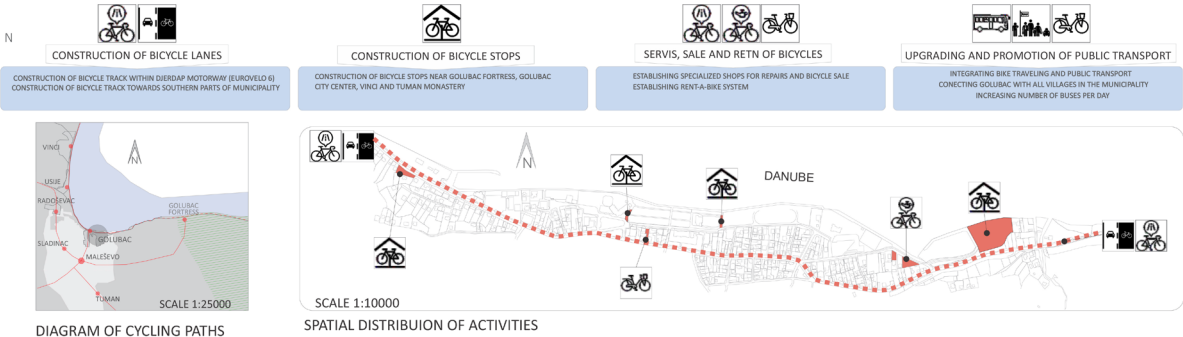 N
CONSTRUCTION OF BICYCLE LANES
CONSTRUCTION OF BICYCLE TRACK WITHIN DJERDAP MOTORWAY (EUROVELO 6)
CONSTRUCTION OF BICYCLE TRACK TOWARDS SOUTHERN PARTS OF MUNICIPALITY
CONSTRUCTION OF BICYCLE STOPS
CONSTRUCTION OF BICYCLE STOPS NEAR GOLUBAC FORTRESS, GOLUBAC
CITY CENTER, VINCI AND TUMAN MONASTERY
SERVIS, SALE AND RETN OF BICYCLES
ESTABLISHING SPECIALIZED SHOPS FOR REPAIRS AND BICYCLE SALE
ESTABLISHING RENT-A-BIKE SYSTEM
UPGRADING AND PROMOTION OF PUBLIC TRANSPORT
INTEGRATING BIKE TRAVELING AND PUBLIC TRANSPORT
CONECTING GOLUBAC WITH ALL VILLAGES IN THE MUNICIPALITY
INCREASING NUMBER OF BUSES PER DAY
VINCI
N
USIJE
RADOŠEVAC
GOLUBAC
FORTRESS
GOLUBAC
SLADINAC
MALEŠEVO
TUMAN
SCALE 1:25000
DIAGRAM OF CYCLING PATHS
N
DANUBE
SCALE 1:10000
SPATIAL DISTRIBUION OF ACTIVITIES